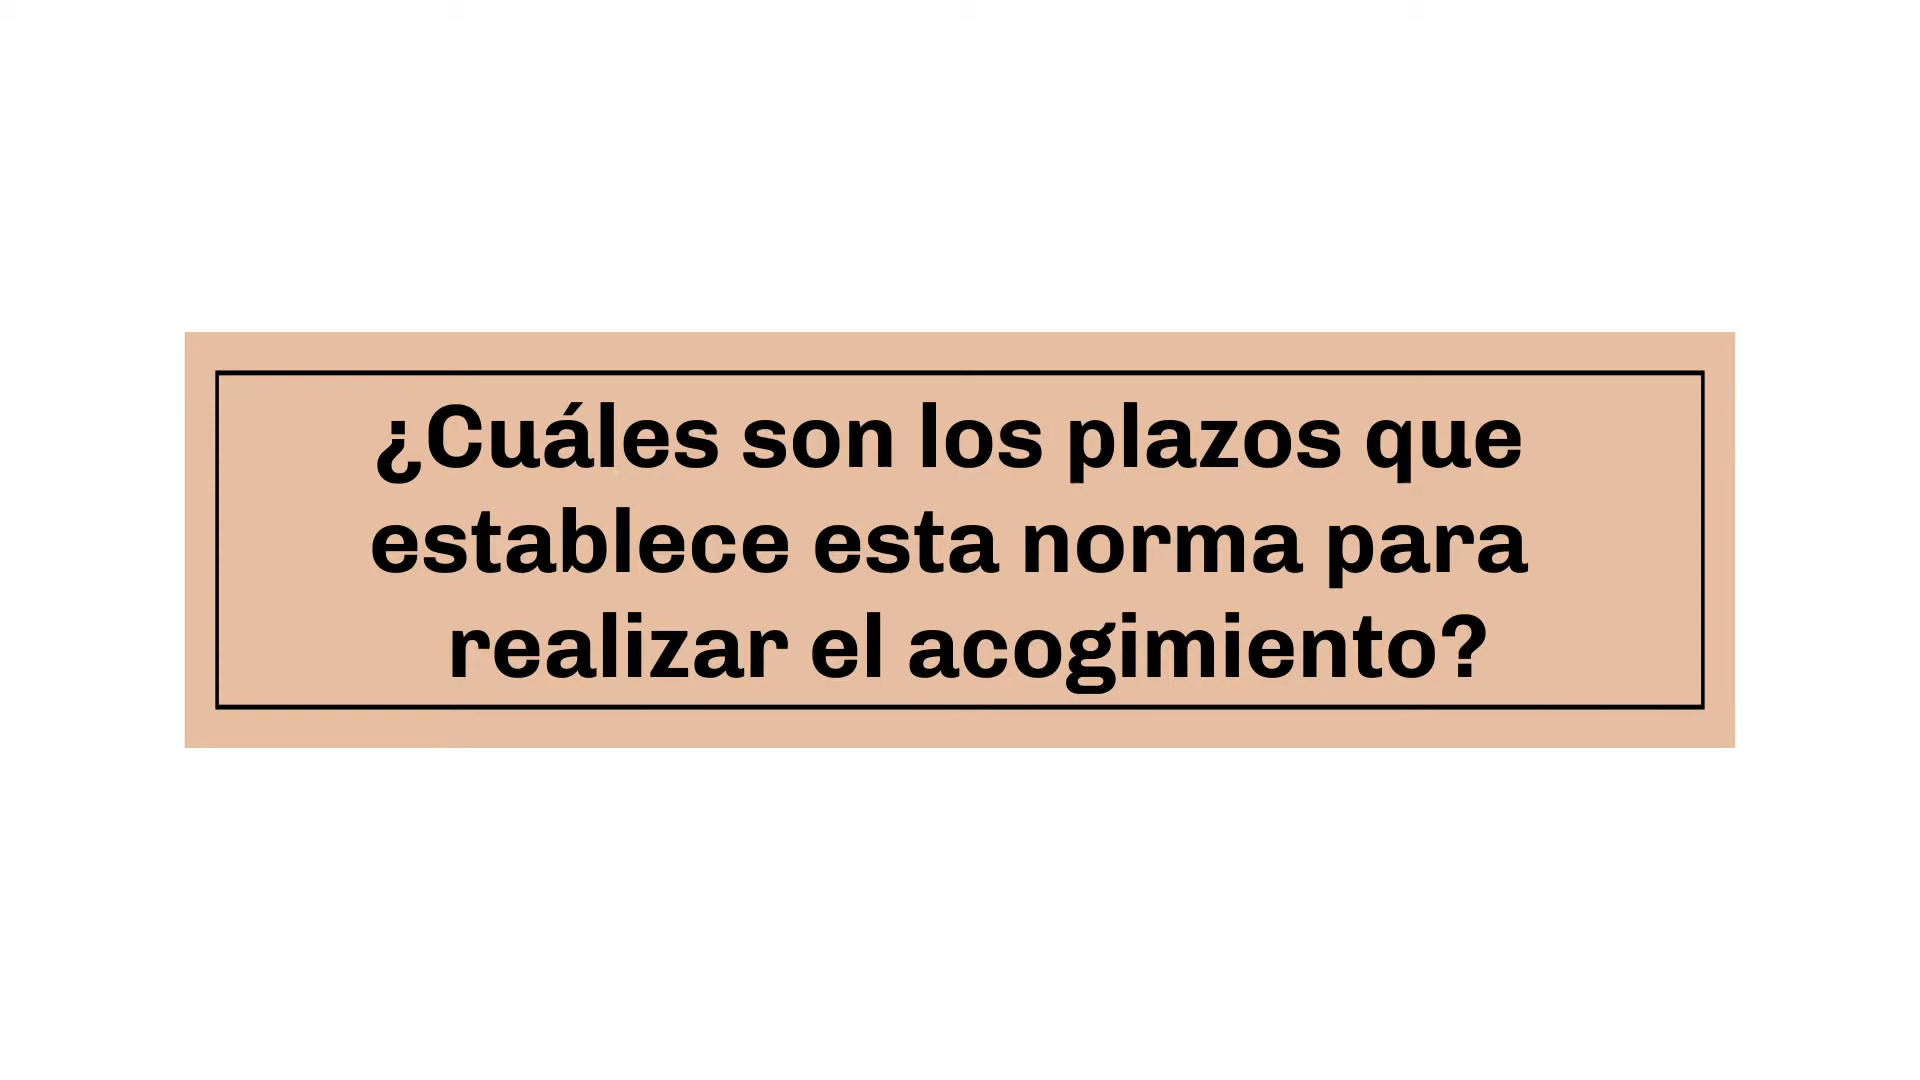 ¿Cuáles son los plazos que
establece esta norma para
realizar el acogimiento?